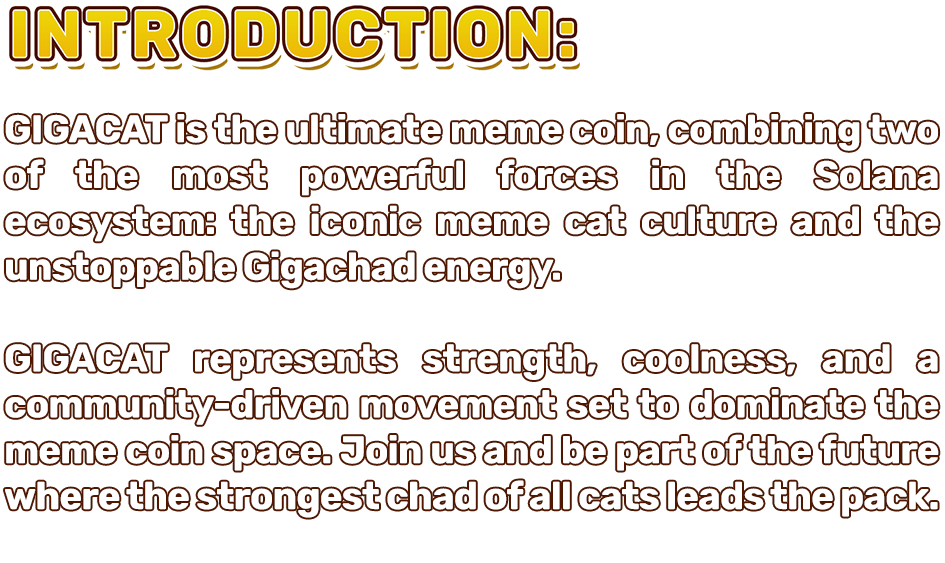 INTRODUCTION:
GIGACAT is the ultimate meme coin, combining two
of the most powerful forces in the Solana
ecosystem: the iconic meme cat culture and the
unstoppable Gigachad energy.
GIGACAT represents strength, coolness, and a
community-driven movement set to dominate the
meme coin space. Join us and be part of the future
where the strongest chad of all cats leads the pack.